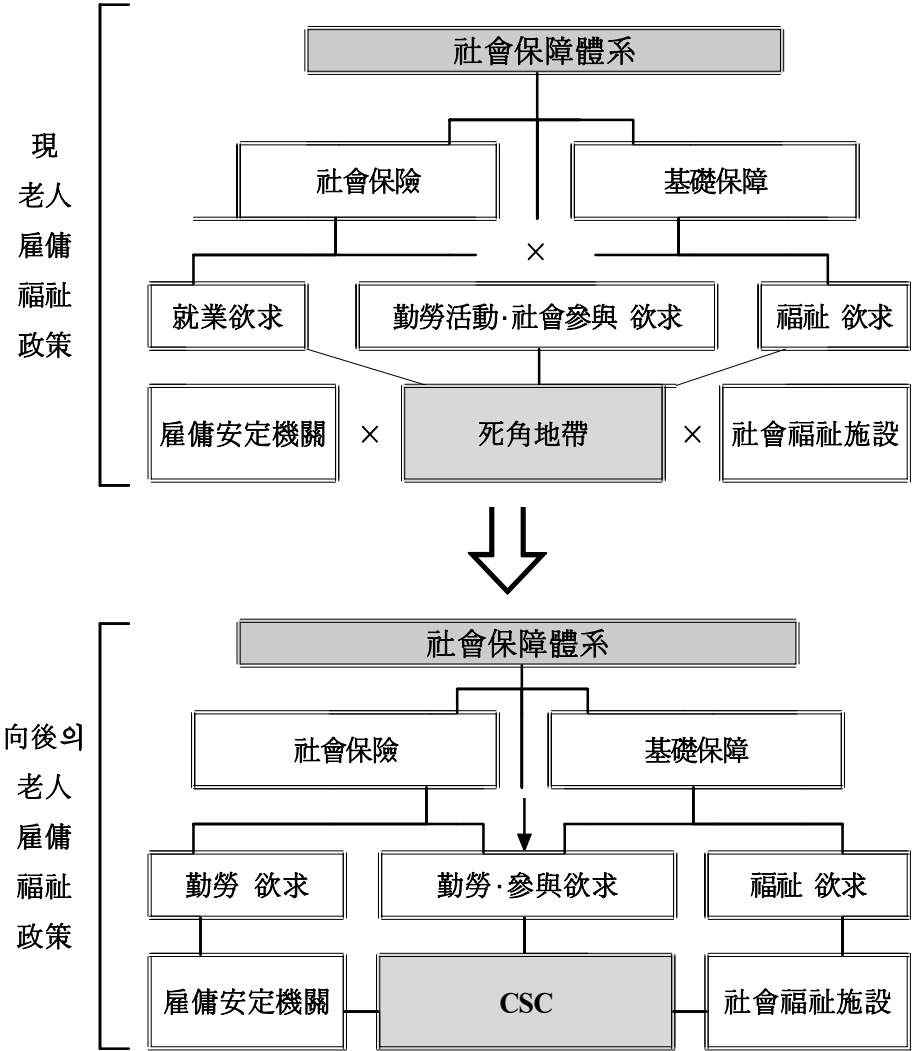 社會保障體系
社會保險
基礎保障
現
老人
雇傭
福祉
政策
×
就業欲求
勤勞活動·社會參與 欲求
福祉 欲求
雇傭安定機關
×
死角地帶
×
社會福祉施設
社會保障體系
社會保險
基礎保障
向後의
老人
雇傭
福祉
政策
勤勞 欲求
勤勞·參與欲求
福祉 欲求
雇傭安定機關
CSC
社會福祉施設